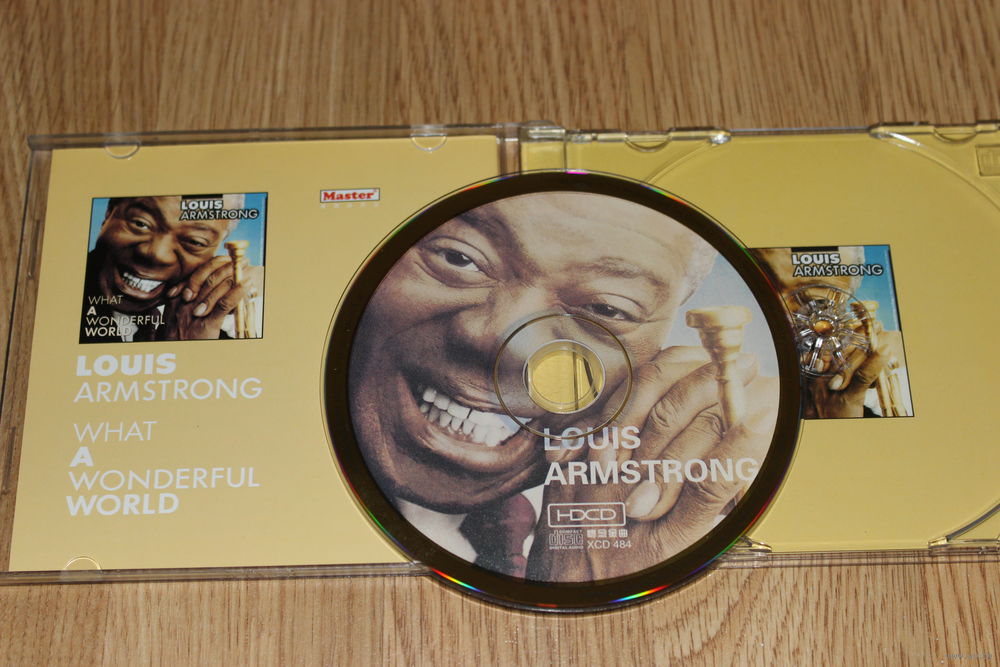 LOUIS
ARMSTRONG
WHAT
A
WONDERFUL
WORLD
Master
LOUIS
ARMSTRONG
WHAT
A
WONDERFUL
WORLD
LOUIS
ARMSTRONG
HDCD
COMPACT
disc
DIGITAL AUDIO
XCD 484
LOUIS
ARMSTRONG